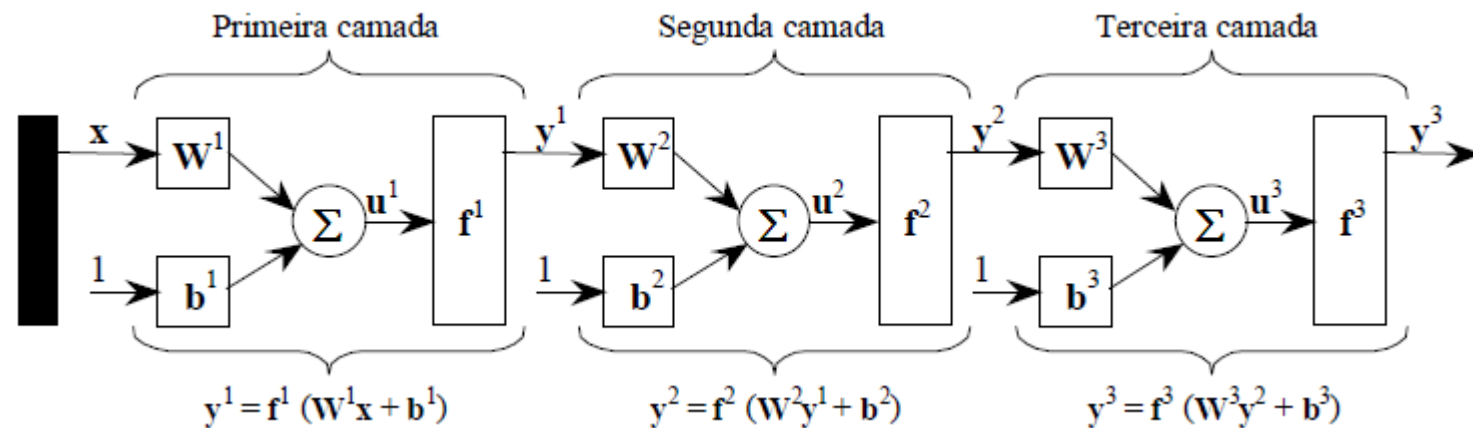 Primeira camada Segunda camada Terceira camada
x W¹ y¹ W² y² W³ y³
Σ u¹ f¹ Σ u² f² Σ u³ f³
1 b¹ 1 b² 1 b³
y¹ = f¹ (W¹x + b¹) y² = f² (W²y¹ + b²) y³ = f³ (W³y² + b³)